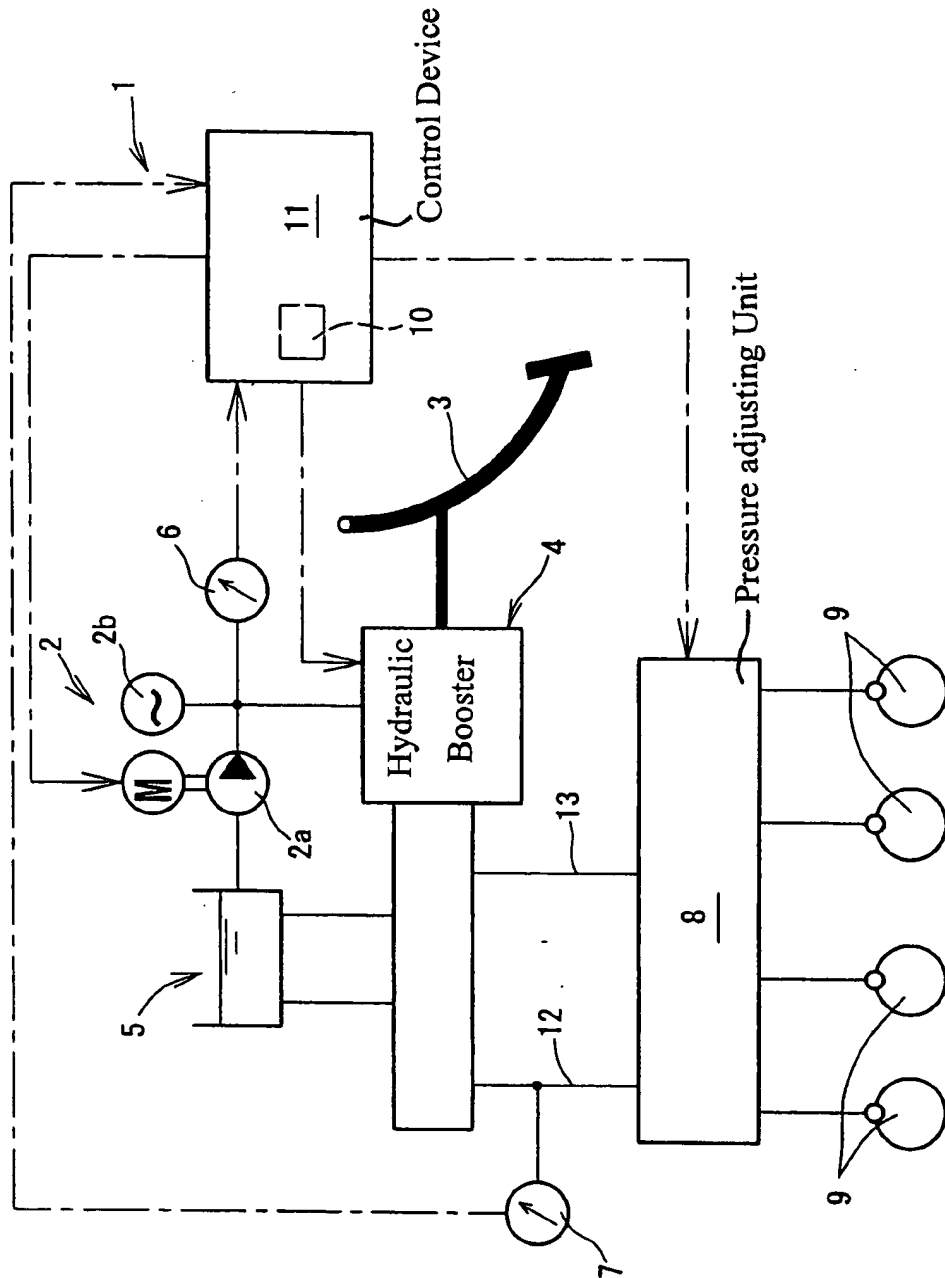 1
11
Control Device
10
2
2b
6
M
2a
3
4
Hydraulic
Booster
5
13
12
8
Pressure adjusting Unit
7
9
9